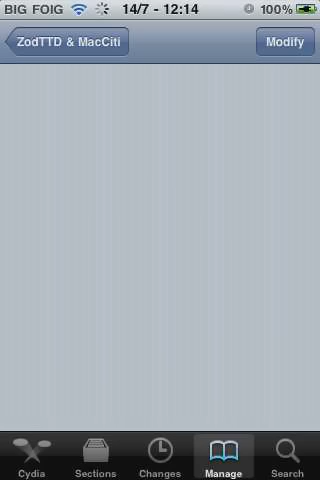 BIG FOIG 14/7 - 12:14 100%
ZodTTD & MacCiti Modify
Cydia Sections Changes Manage Search